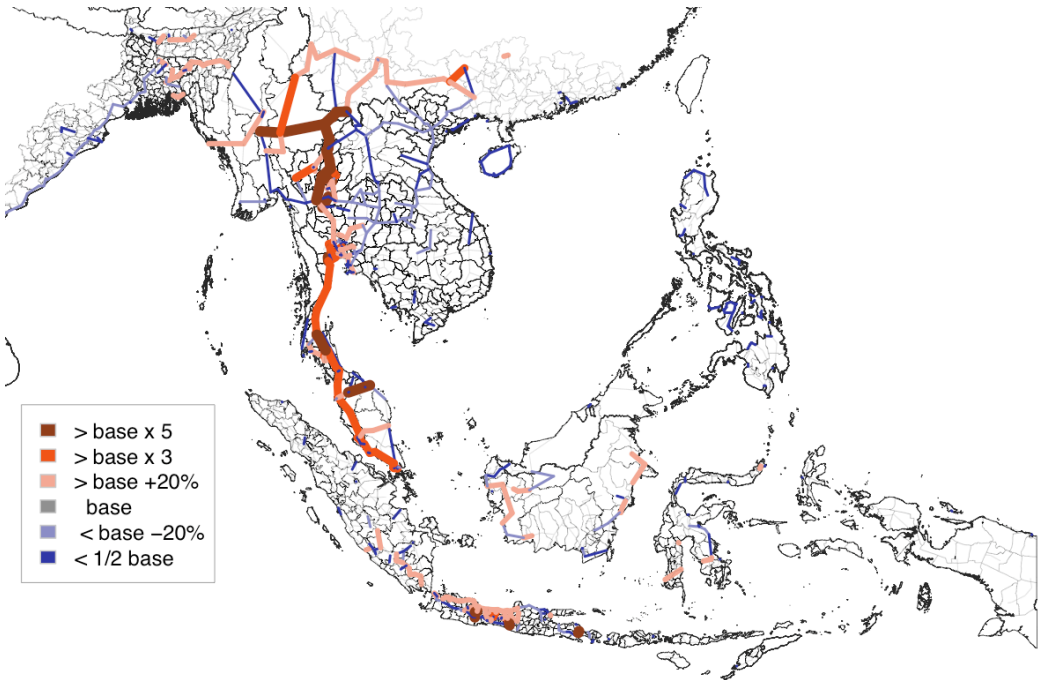 > base x 5
> base x 3
> base +20%
base
< base −20%
< 1/2 base